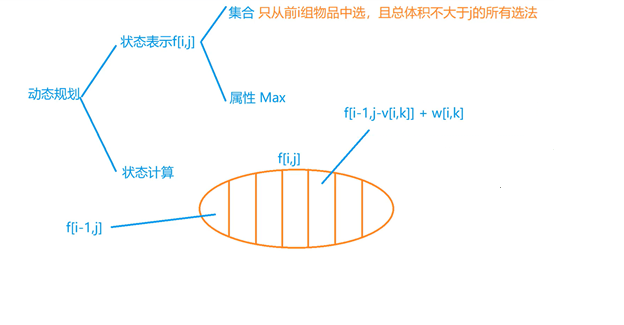 集合 只从前i组物品中选，且总体积不大于j的所有选法
状态表示f[i,j]
动态规划
属性 Max
f[i-1,j-v[i,k]] + w[i,k]
f[i,j]
状态计算
f[i-1,j]